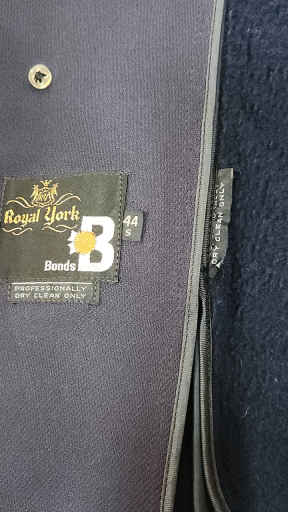 Royal York
B
Bonds
44
S
PROFESSIONALLY
DRY CLEAN ONLY
DRY CLEAN ONLY